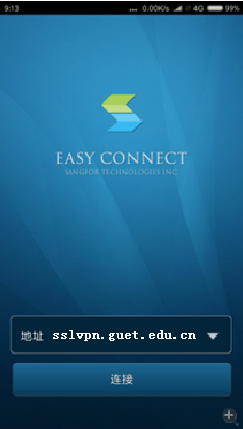 9:13 ... 0.00K/s 4G 99%
EASY CONNECT
SANGFOR TECHNOLOGIES INC
地址 sslvpn.guet.edu.cn
连接